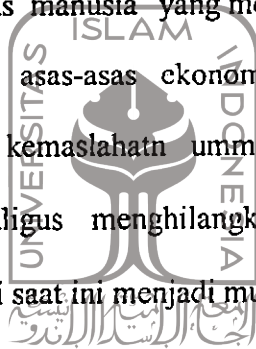 s manusia yang me
ISLAM
UNIVERSITAS
INDONESIA
asas-asas ekonom
kemaslahatn umm
ligus menghilangk
i saat ini menjadi mu